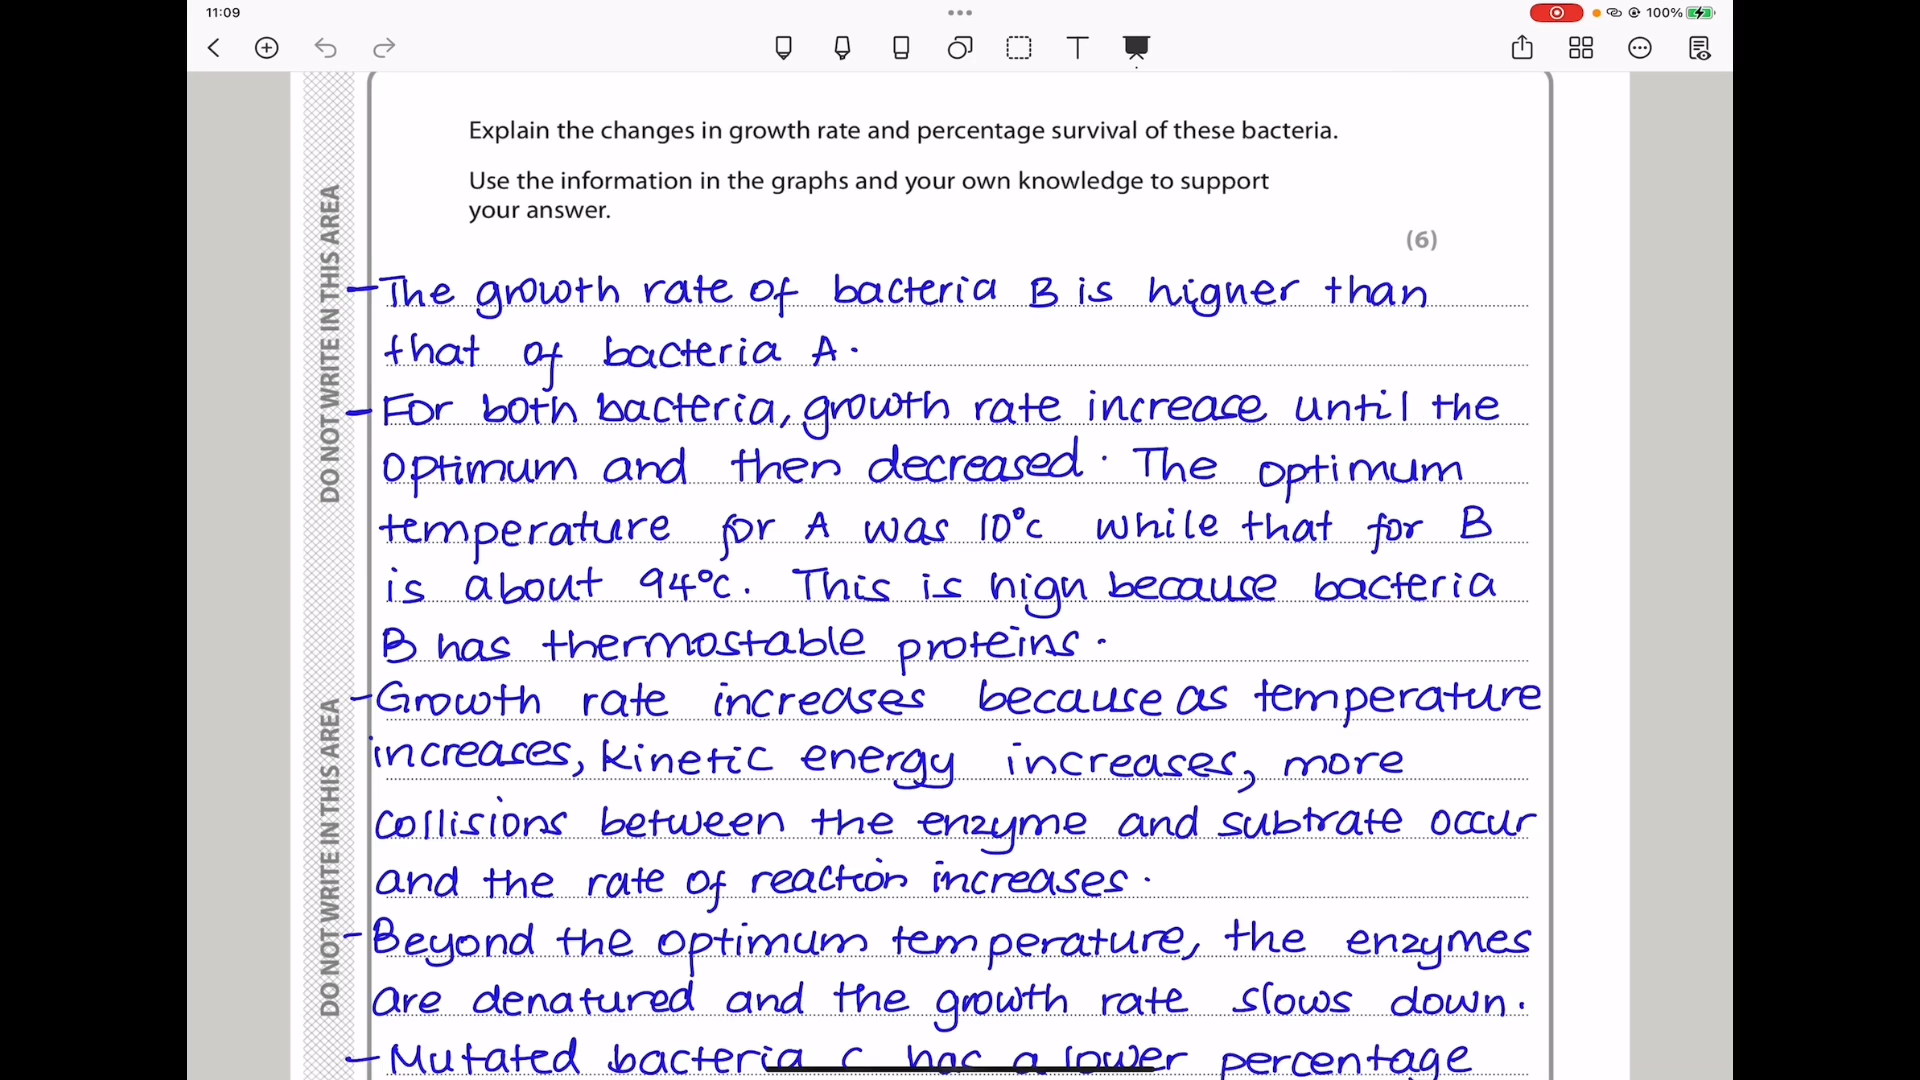 11:09
100%
Explain the changes in growth rate and percentage survival of these bacteria.
Use the information in the graphs and your own knowledge to support
your answer.
(6)
DO NOT WRITE IN THIS AREA
DO NOT WRITE IN THIS AREA
- The growth rate of bacteria B is higher than
that of bacteria A.
- For both bacteria, growth rate increase until the
optimum and then decreased. The optimum
temperature for A was 10°C while that for B
is about 94°C. This is high because bacteria
B has thermostable proteins.
- Growth rate increases because as temperature
increases, kinetic energy increases, more
collisions between the enzyme and subtrate occur
and the rate of reaction increases.
- Beyond the optimum temperature, the enzymes
are denatured and the growth rate slows down.
- Mutated bacteria C has a lower percentage